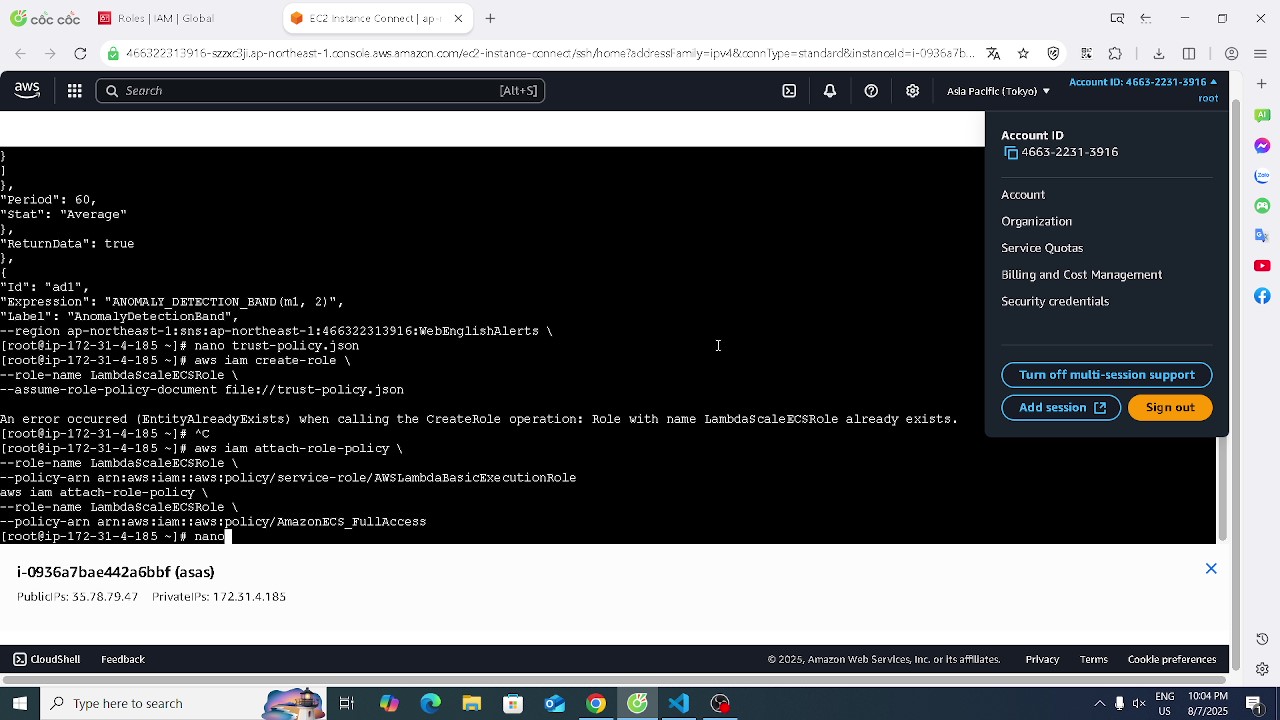 cốc cốc
Roles | IAM | Global
EC2 Instance Connect | ap-n
466322313916-szzxc3jj.ap-northeast-1.console.aws.amazon.com/ec2-instance-connect/ssh/home?addressFamily=ipv4&connType=standard&instanceId=i-0936a7b...
aws
Search
[Alt+S]
Asia Pacific (Tokyo)
Account ID: 4663-2231-3916
root
Account ID
4663-2231-3916
Account
Organization
Service Quotas
Billing and Cost Management
Security credentials
Turn off multi-session support
Add session
Sign out
}
]
},
"Period": 60,
"Stat": "Average"
},
"ReturnData": true
},
{
"Id": "ad1",
"Expression": "ANOMALY_DETECTION_BAND(m1, 2)",
"Label": "AnomalyDetectionBand",
--region ap-northeast-1:sns:ap-northeast-1:466322313916:WebEnglishAlerts \
[root@ip-172-31-4-185 ~]# nano trust-policy.json
[root@ip-172-31-4-185 ~]# aws iam create-role \
--role-name LambdaScaleECSRole \
--assume-role-policy-document file://trust-policy.json
An error occurred (EntityAlreadyExists) when calling the CreateRole operation: Role with name LambdaScaleECSRole already exists.
[root@ip-172-31-4-185 ~]# ^C
[root@ip-172-31-4-185 ~]# aws iam attach-role-policy \
--role-name LambdaScaleECSRole \
--policy-arn arn:aws:iam::aws:policy/service-role/AWSLambdaBasicExecutionRole
aws iam attach-role-policy \
--role-name LambdaScaleECSRole \
--policy-arn arn:aws:iam::aws:policy/AmazonECS_FullAccess
[root@ip-172-31-4-185 ~]# nano
i-0936a7bae442a6bbf (asas)
PublicIPs: 35.78.79.47 PrivateIPs: 172.31.4.185
CloudShell
Feedback
© 2025, Amazon Web Services, Inc. or its affiliates.
Privacy
Terms
Cookie preferences
AI
Zalo
Type here to search
ENG
US
10:04 PM
8/7/2025